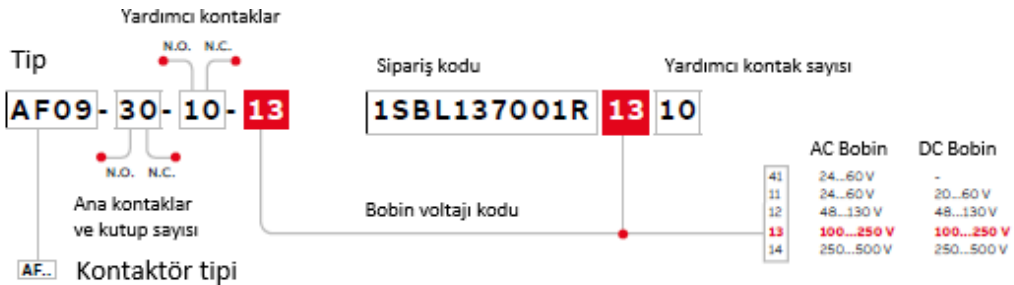 Yardımcı kontaklar
N.O. N.C.
Tip
Sipariş kodu
Yardımcı kontak sayısı
AF09-30-10-13
1SBL137001R 13 10
N.O. N.C.
AC Bobin DC Bobin
41 24...60 V -
11 24...60 V 20...60 V
12 48...130 V 48...130 V
13 100...250 V 100...250 V
14 250...500 V 250...500 V
Ana kontaklar
ve kutup sayısı
Bobin voltajı kodu
AF.. Kontaktör tipi